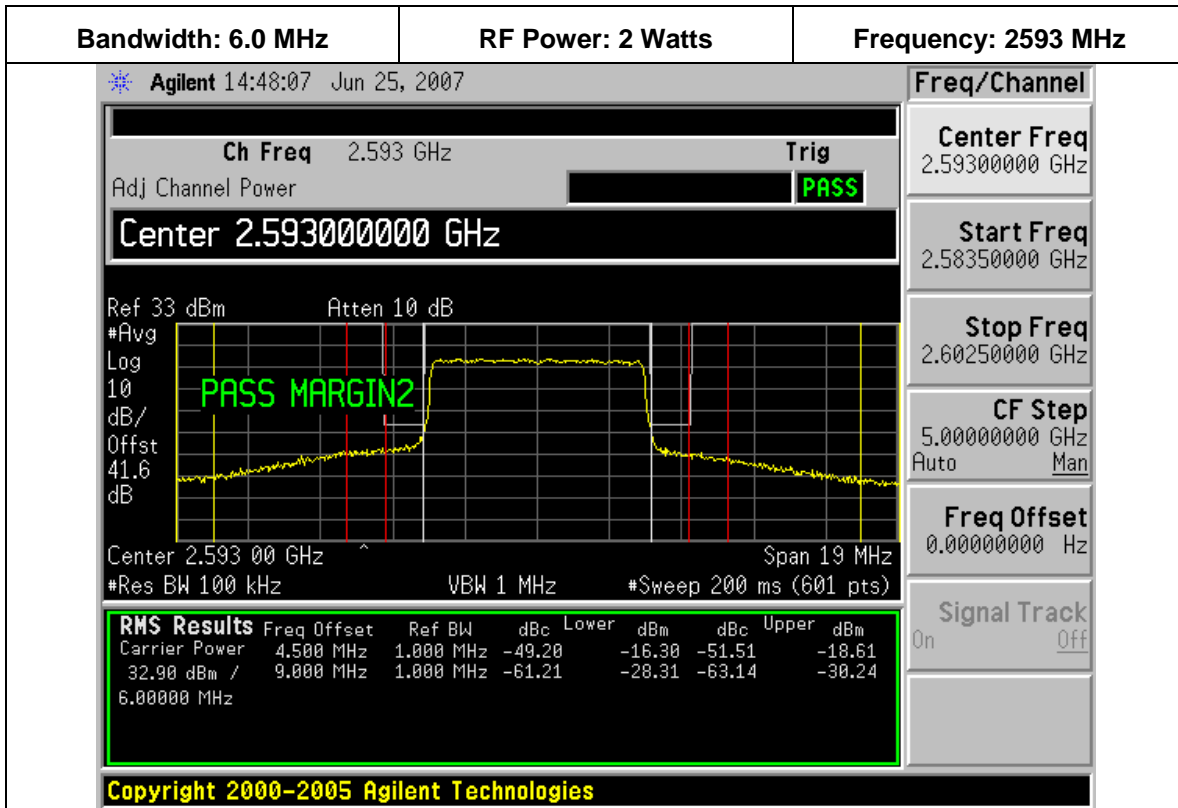 Bandwidth: 6.0 MHz RF Power: 2 Watts Frequency: 2593 MHz
Agilent 14:48:07 Jun 25, 2007
Freq/Channel
Ch Freq 2.593 GHz Trig
Adj Channel Power PASS
Center 2.593000000 GHz
Ref 33 dBm Atten 10 dB
#Avg
Log
10
dB/
Offst
41.6
dB
PASS MARGIN2
Center 2.593 00 GHz ^ Span 19 MHz
#Res BW 100 kHz VBW 1 MHz #Sweep 200 ms (601 pts)
RMS Results Freq Offset Ref BW dBc Lower dBm dBc Upper dBm
Carrier Power 4.500 MHz 1.000 MHz -49.20 -16.30 -51.51 -18.61
32.90 dBm / 9.000 MHz 1.000 MHz -61.21 -28.31 -63.14 -30.24
6.00000 MHz
Center Freq
2.59300000 GHz
Start Freq
2.58350000 GHz
Stop Freq
2.60250000 GHz
CF Step
5.00000000 GHz
Auto Man
Freq Offset
0.00000000 Hz
Signal Track
On Off
Copyright 2000-2005 Agilent Technologies